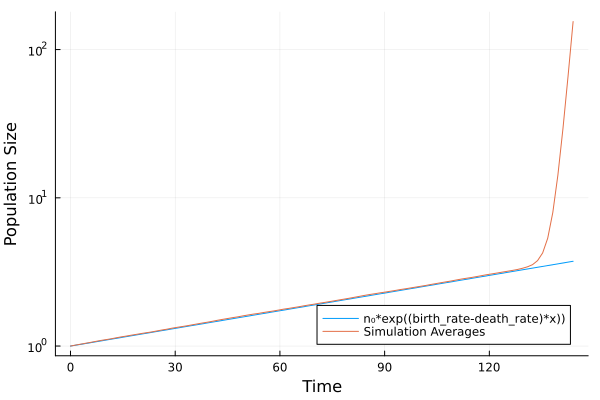 Population Size
10²
10¹
10⁰
0 30 60 90 120
Time
n₀*exp((birth_rate-death_rate)*x))
Simulation Averages